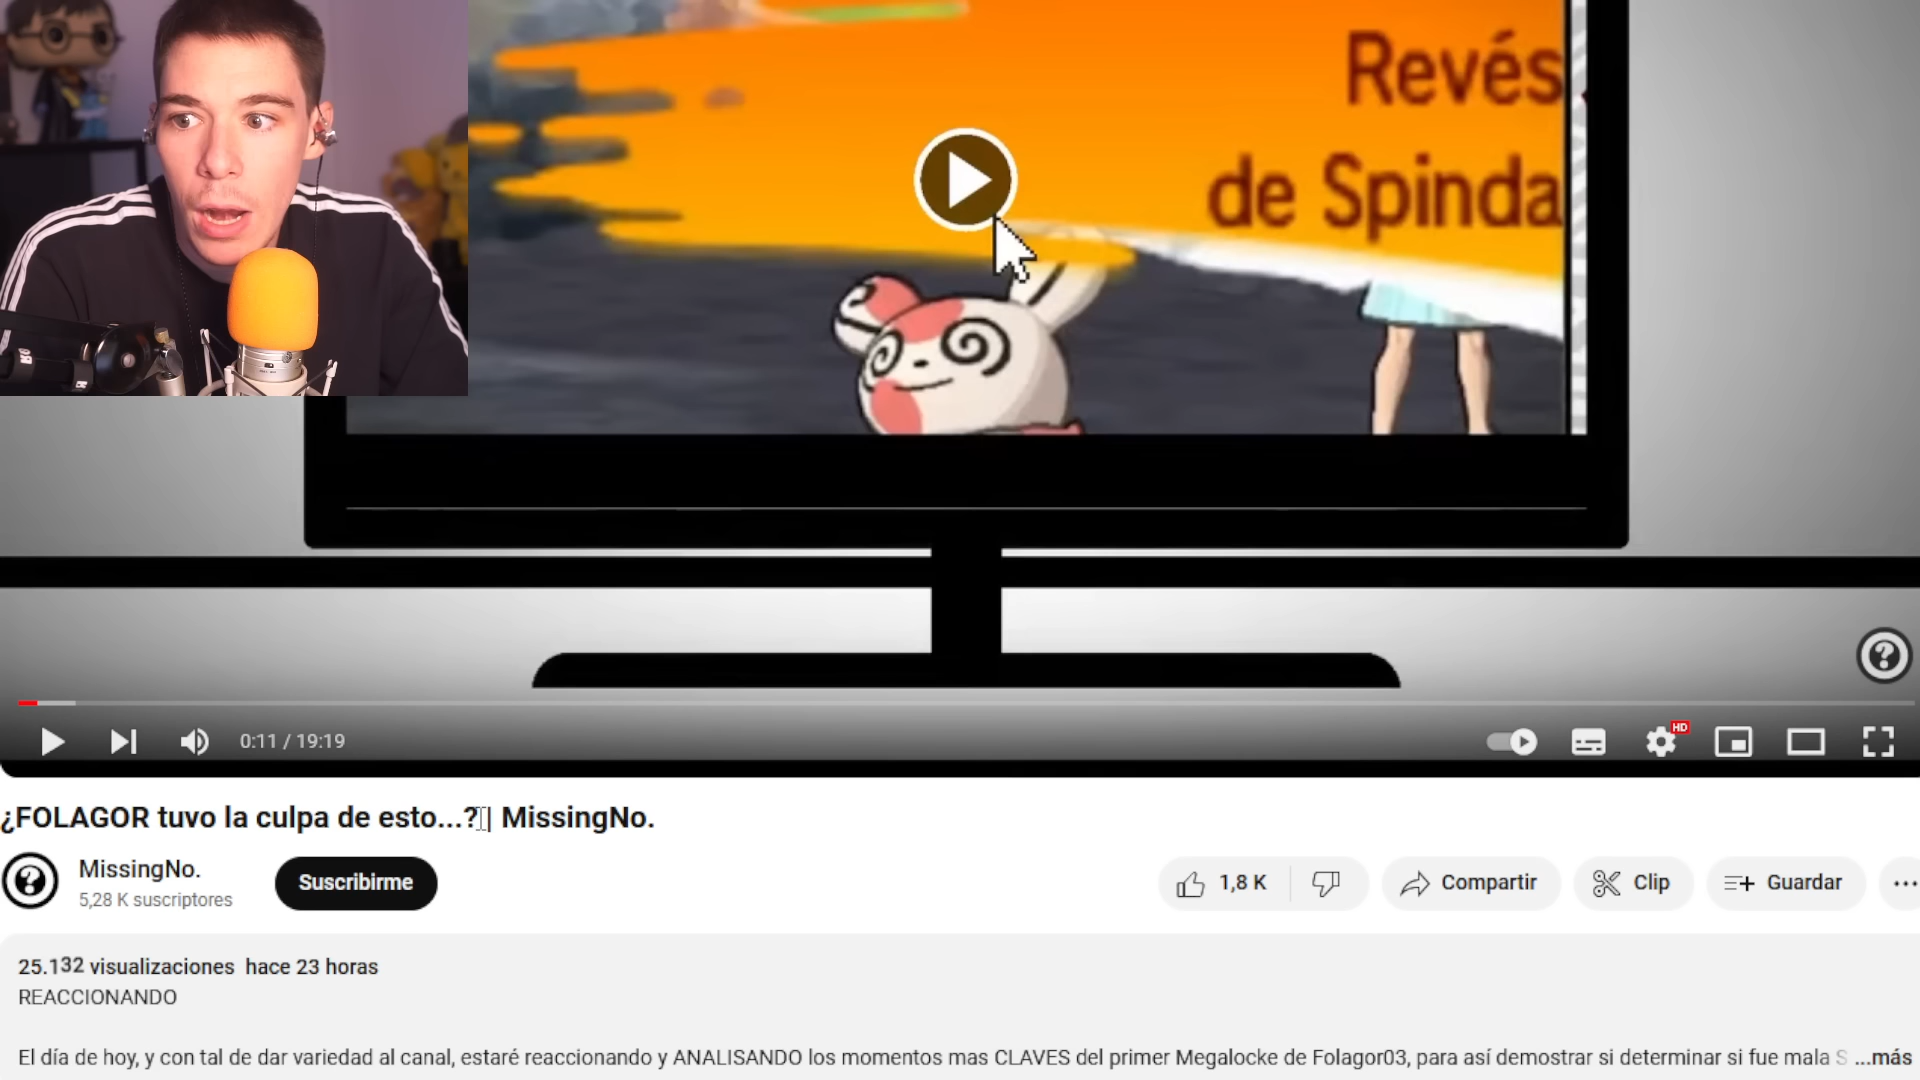 Revés
de Spinda
0:11 / 19:19
HD
¿FOLAGOR tuvo la culpa de esto...? | MissingNo.
MissingNo.
5,28 K suscriptores
Suscribirme
1,8 K
Compartir
Clip
Guardar
25.132 visualizaciones hace 23 horas
REACCIONANDO
El día de hoy, y con tal de dar variedad al canal, estaré reaccionando y ANALISANDO los momentos mas CLAVES del primer Megalocke de Folagor03, para así demostrar si determinar si fue mala S ...más